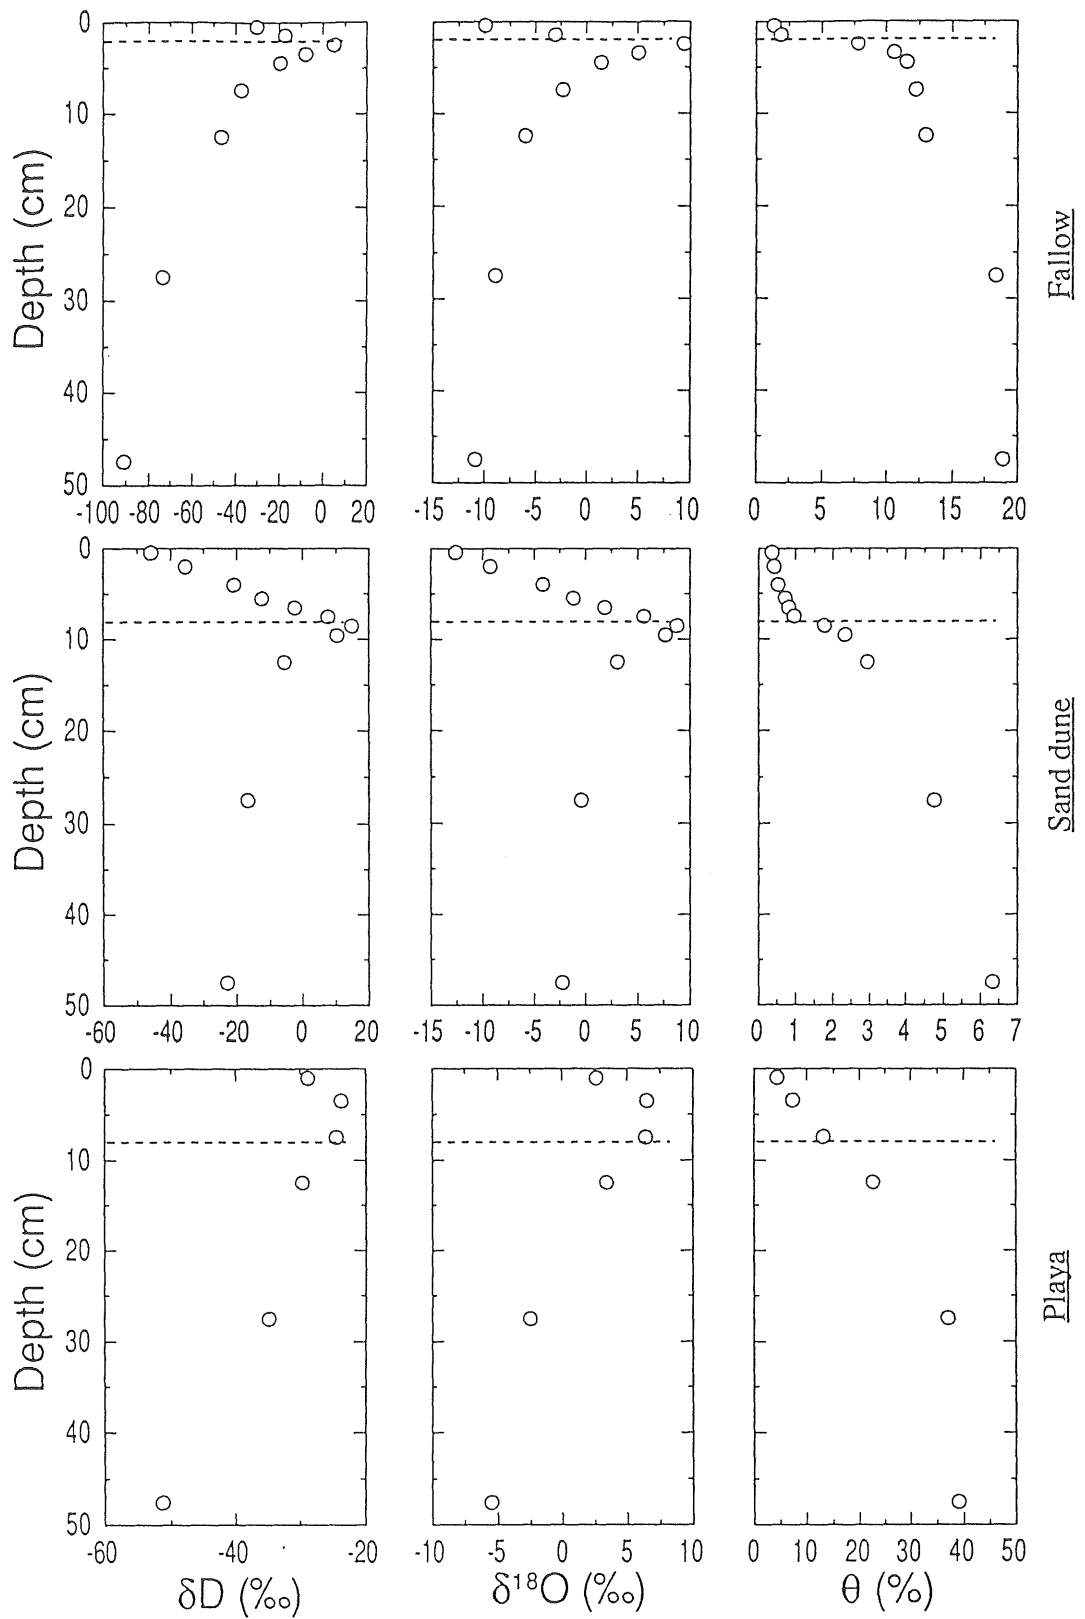 0
10
20
30
40
50
Depth (cm)
-100 -80 -60 -40 -20 0 20
-15 -10 -5 0 5 10
0 5 10 15 20
Fallow
0
10
20
30
40
50
Depth (cm)
-60 -40 -20 0 20
-15 -10 -5 0 5 10
0 1 2 3 4 5 6 7
Sand dune
0
10
20
30
40
50
Depth (cm)
-60 -40 -20
-10 -5 0 5 10
0 10 20 30 40 50
Playa
δD (‰)
δ¹⁸O (‰)
θ (%)